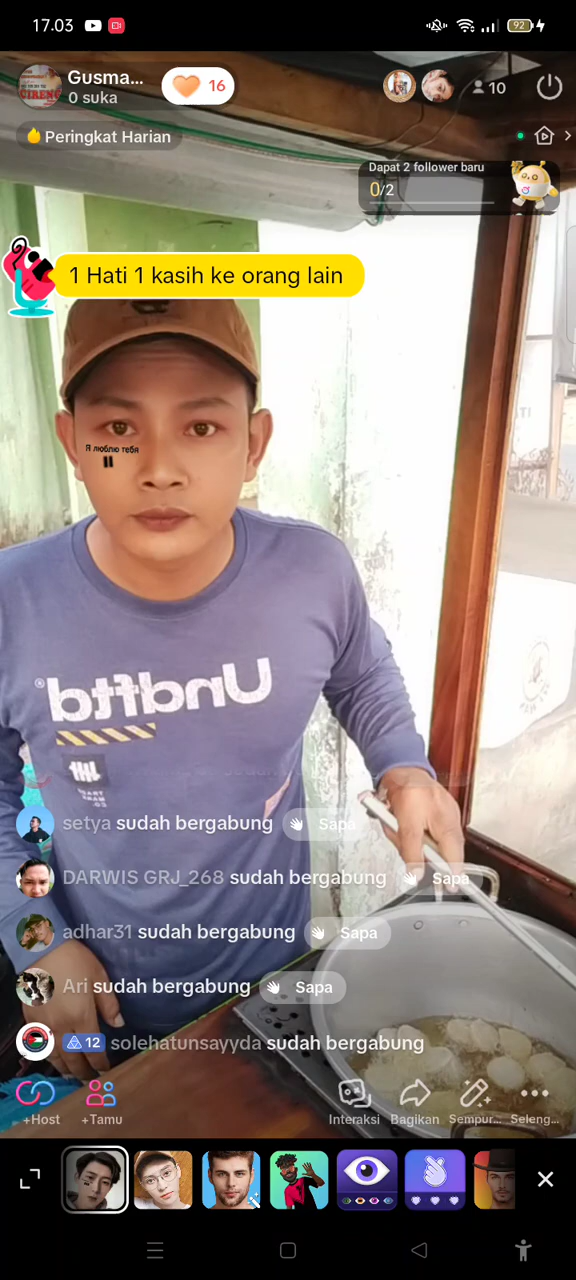 17.03
92
Gusma...
0 suka
16
10
Peringkat Harian
Dapat 2 follower baru
0/2
1 Hati 1 kasih ke orang lain
Я люблю тебя
Undftd
setya sudah bergabung
Sapa
DARWIS GRJ_268 sudah bergabung
Sapa
adhar31 sudah bergabung
Sapa
Ari sudah bergabung
Sapa
12 solehatunsayyda sudah bergabung
+Host
+Tamu
Interaksi
Bagikan
Sempur...
Seleng...